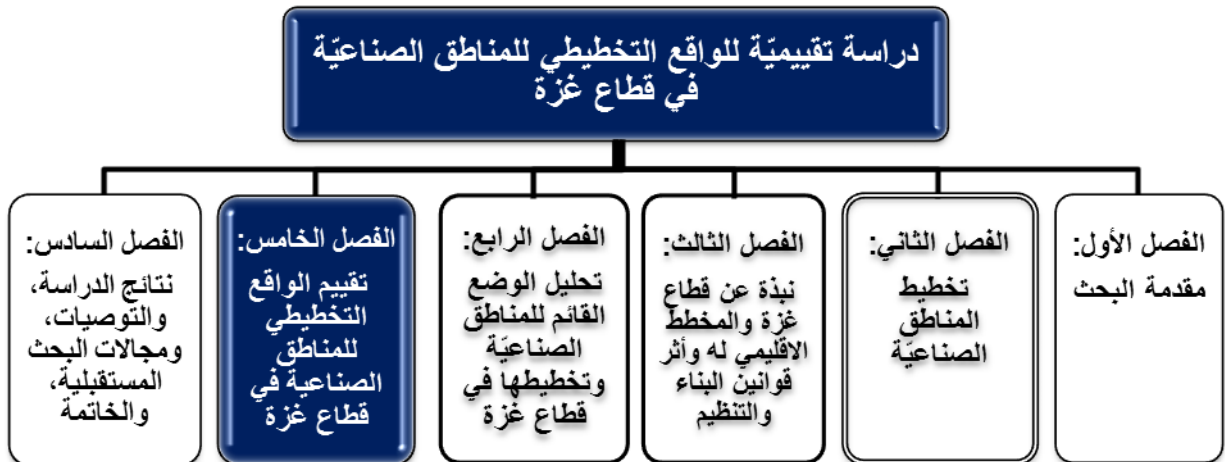 دراسة تقييميّة للواقع التخطيطي للمناطق الصناعيّة
في قطاع غزة
الفصل الأول:
مقدمة البحث
الفصل الثاني:
تخطيط
المناطق
الصناعيّة
الفصل الثالث:
نبذة عن قطاع
غزة والمخطط
الاقليمي له وأثر
قوانين البناء
والتنظيم
الفصل الرابع:
تحليل الوضع
القائم للمناطق
الصناعيّة
وتخطيطها في
قطاع غزة
الفصل الخامس:
تقييم الواقع
التخطيطي
للمناطق
الصناعية في
قطاع غزة
الفصل السادس:
نتائج الدراسة،
والتوصيات،
ومجالات البحث
المستقبلية،
والخاتمة